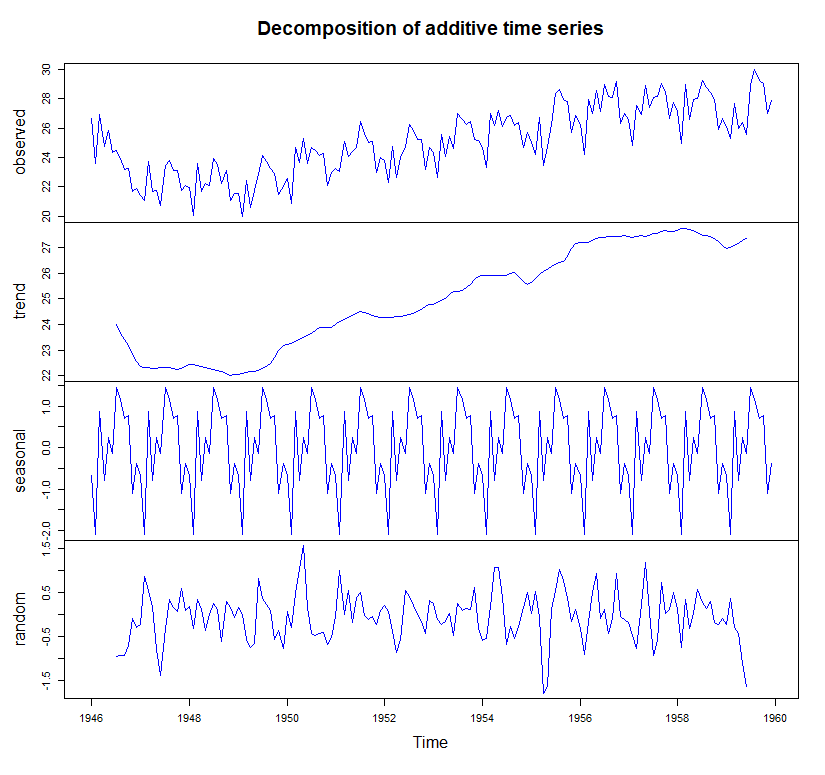 Decomposition of additive time series
observed
20 22 24 26 28 30
trend
22 23 24 25 26 27
seasonal
-2.0 -1.0 0.0 1.0
random
-1.5 -0.5 0.5 1.5
1946 1948 1950 1952 1954 1956 1958 1960
Time